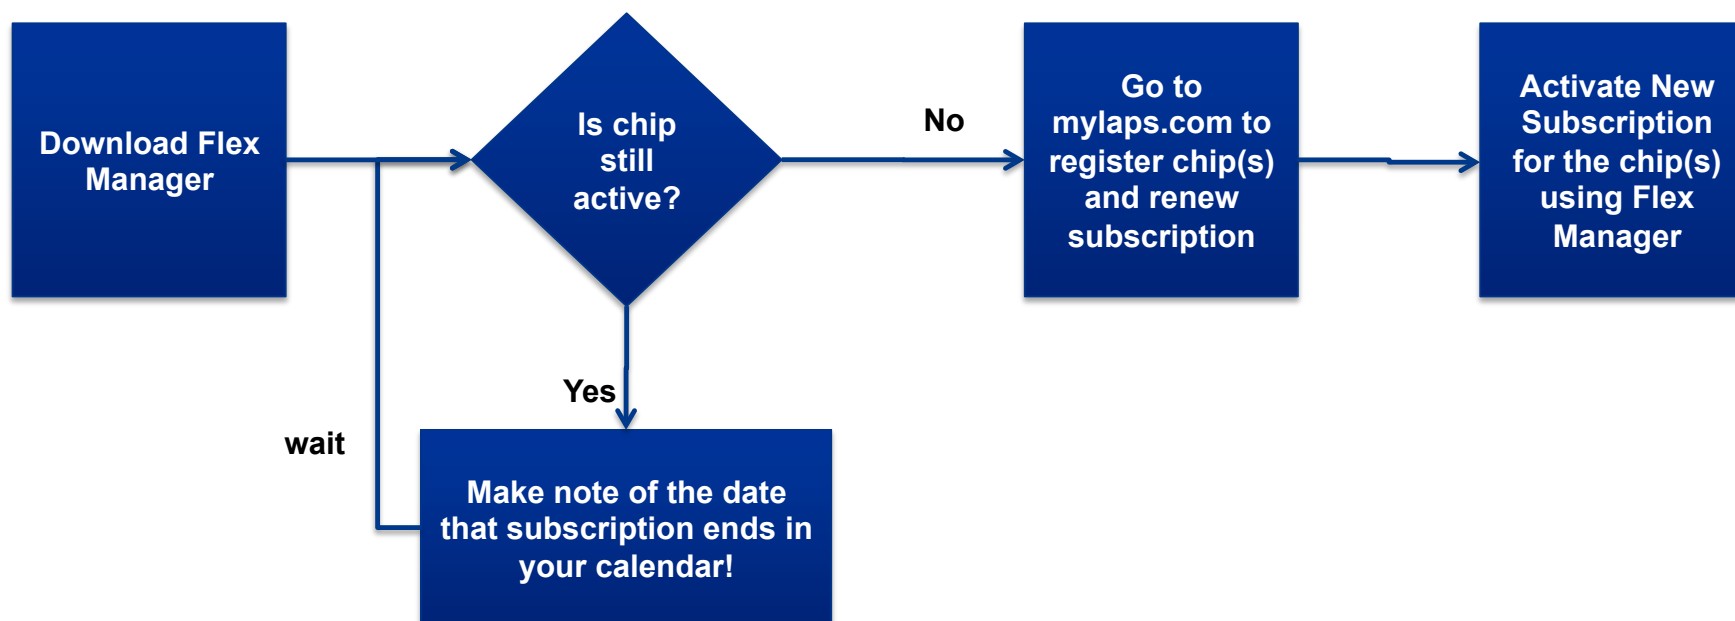 Download Flex
Manager
Is chip
still
active?
No
Go to
mylaps.com to
register chip(s)
and renew
subscription
Activate New
Subscription
for the chip(s)
using Flex
Manager
Yes
wait
Make note of the date
that subscription ends in
your calendar!